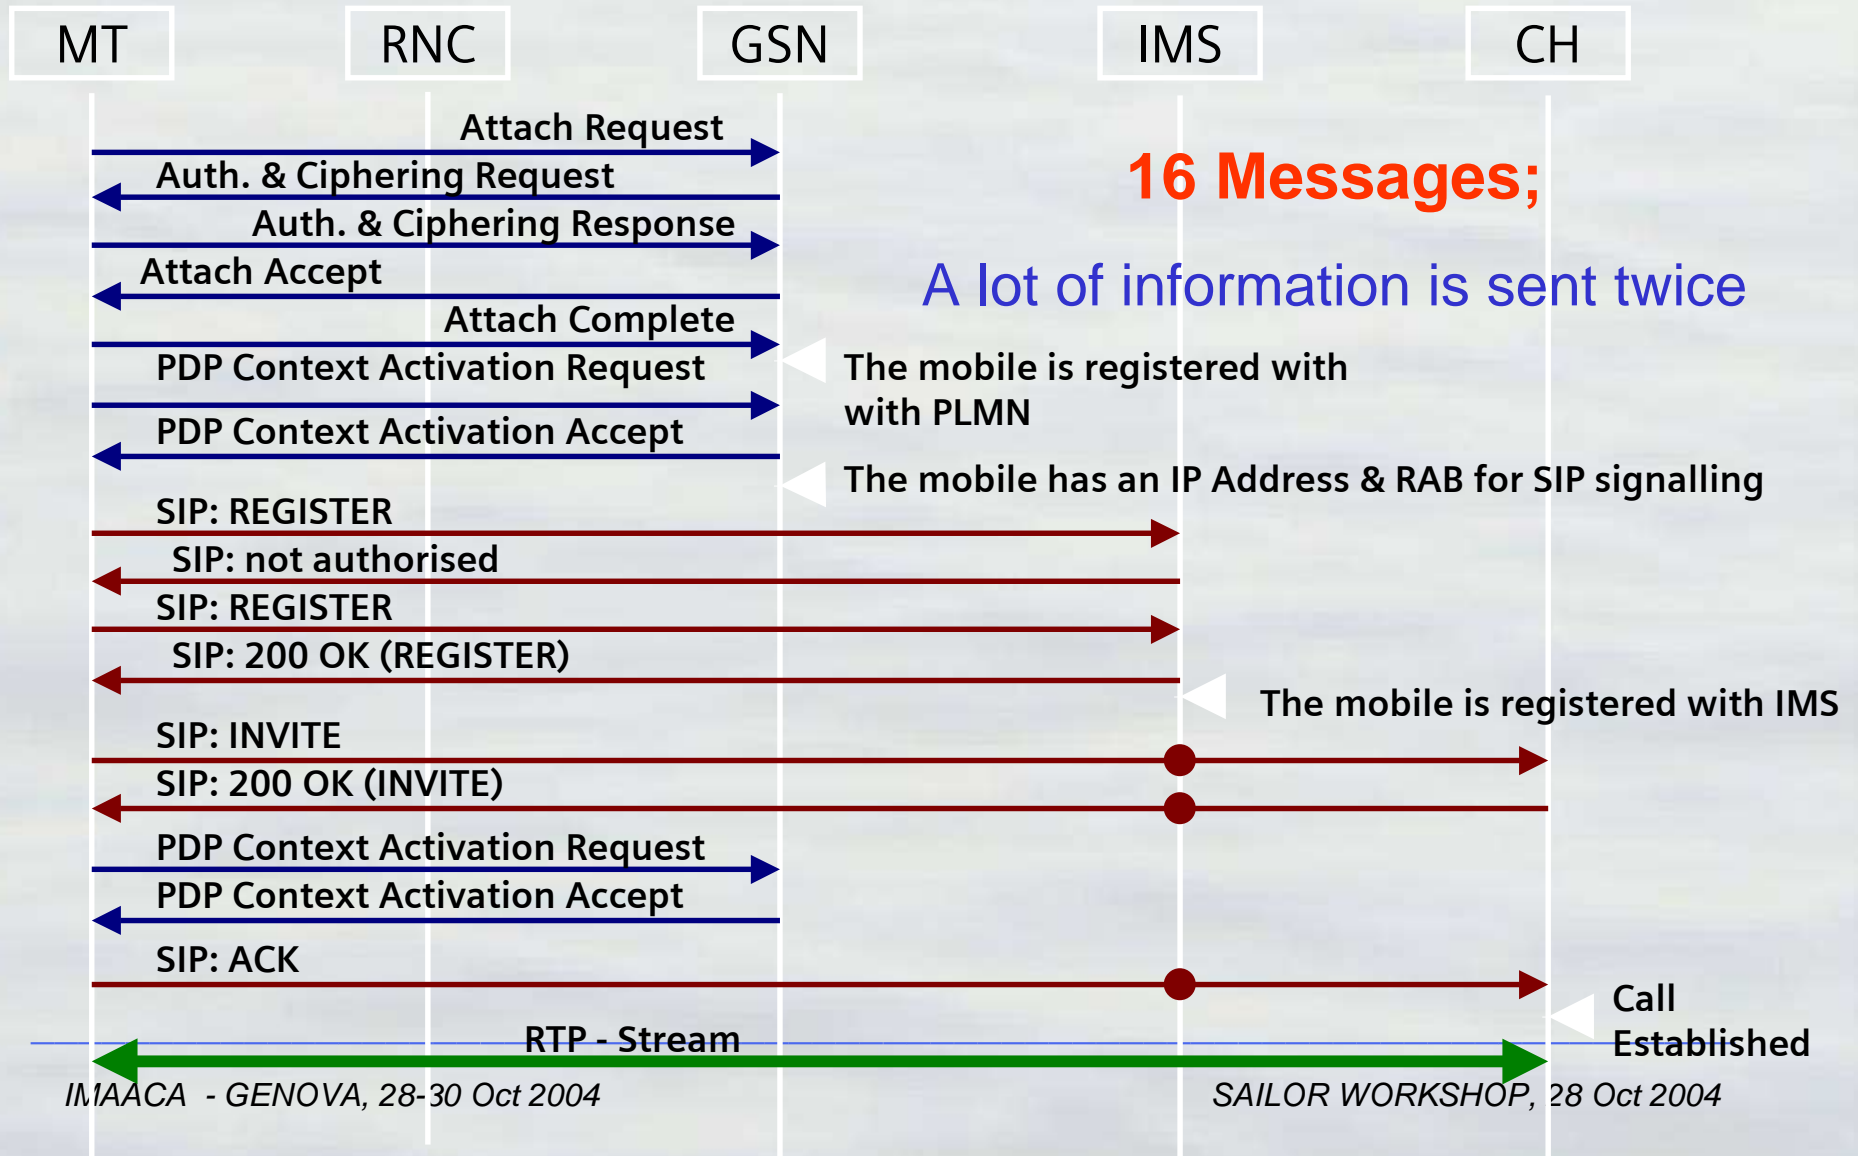 MT RNC GSN IMS CH
Attach Request
16 Messages;
Auth. & Ciphering Request
Auth. & Ciphering Response
Attach Accept
A lot of information is sent twice
Attach Complete
PDP Context Activation Request
The mobile is registered with
with PLMN
PDP Context Activation Accept
The mobile has an IP Address & RAB for SIP signalling
SIP: REGISTER
SIP: not authorised
SIP: REGISTER
SIP: 200 OK (REGISTER)
The mobile is registered with IMS
SIP: INVITE
SIP: 200 OK (INVITE)
PDP Context Activation Request
PDP Context Activation Accept
SIP: ACK
Call
Established
RTP - Stream
IMAACA - GENOVA, 28-30 Oct 2004
SAILOR WORKSHOP, 28 Oct 2004